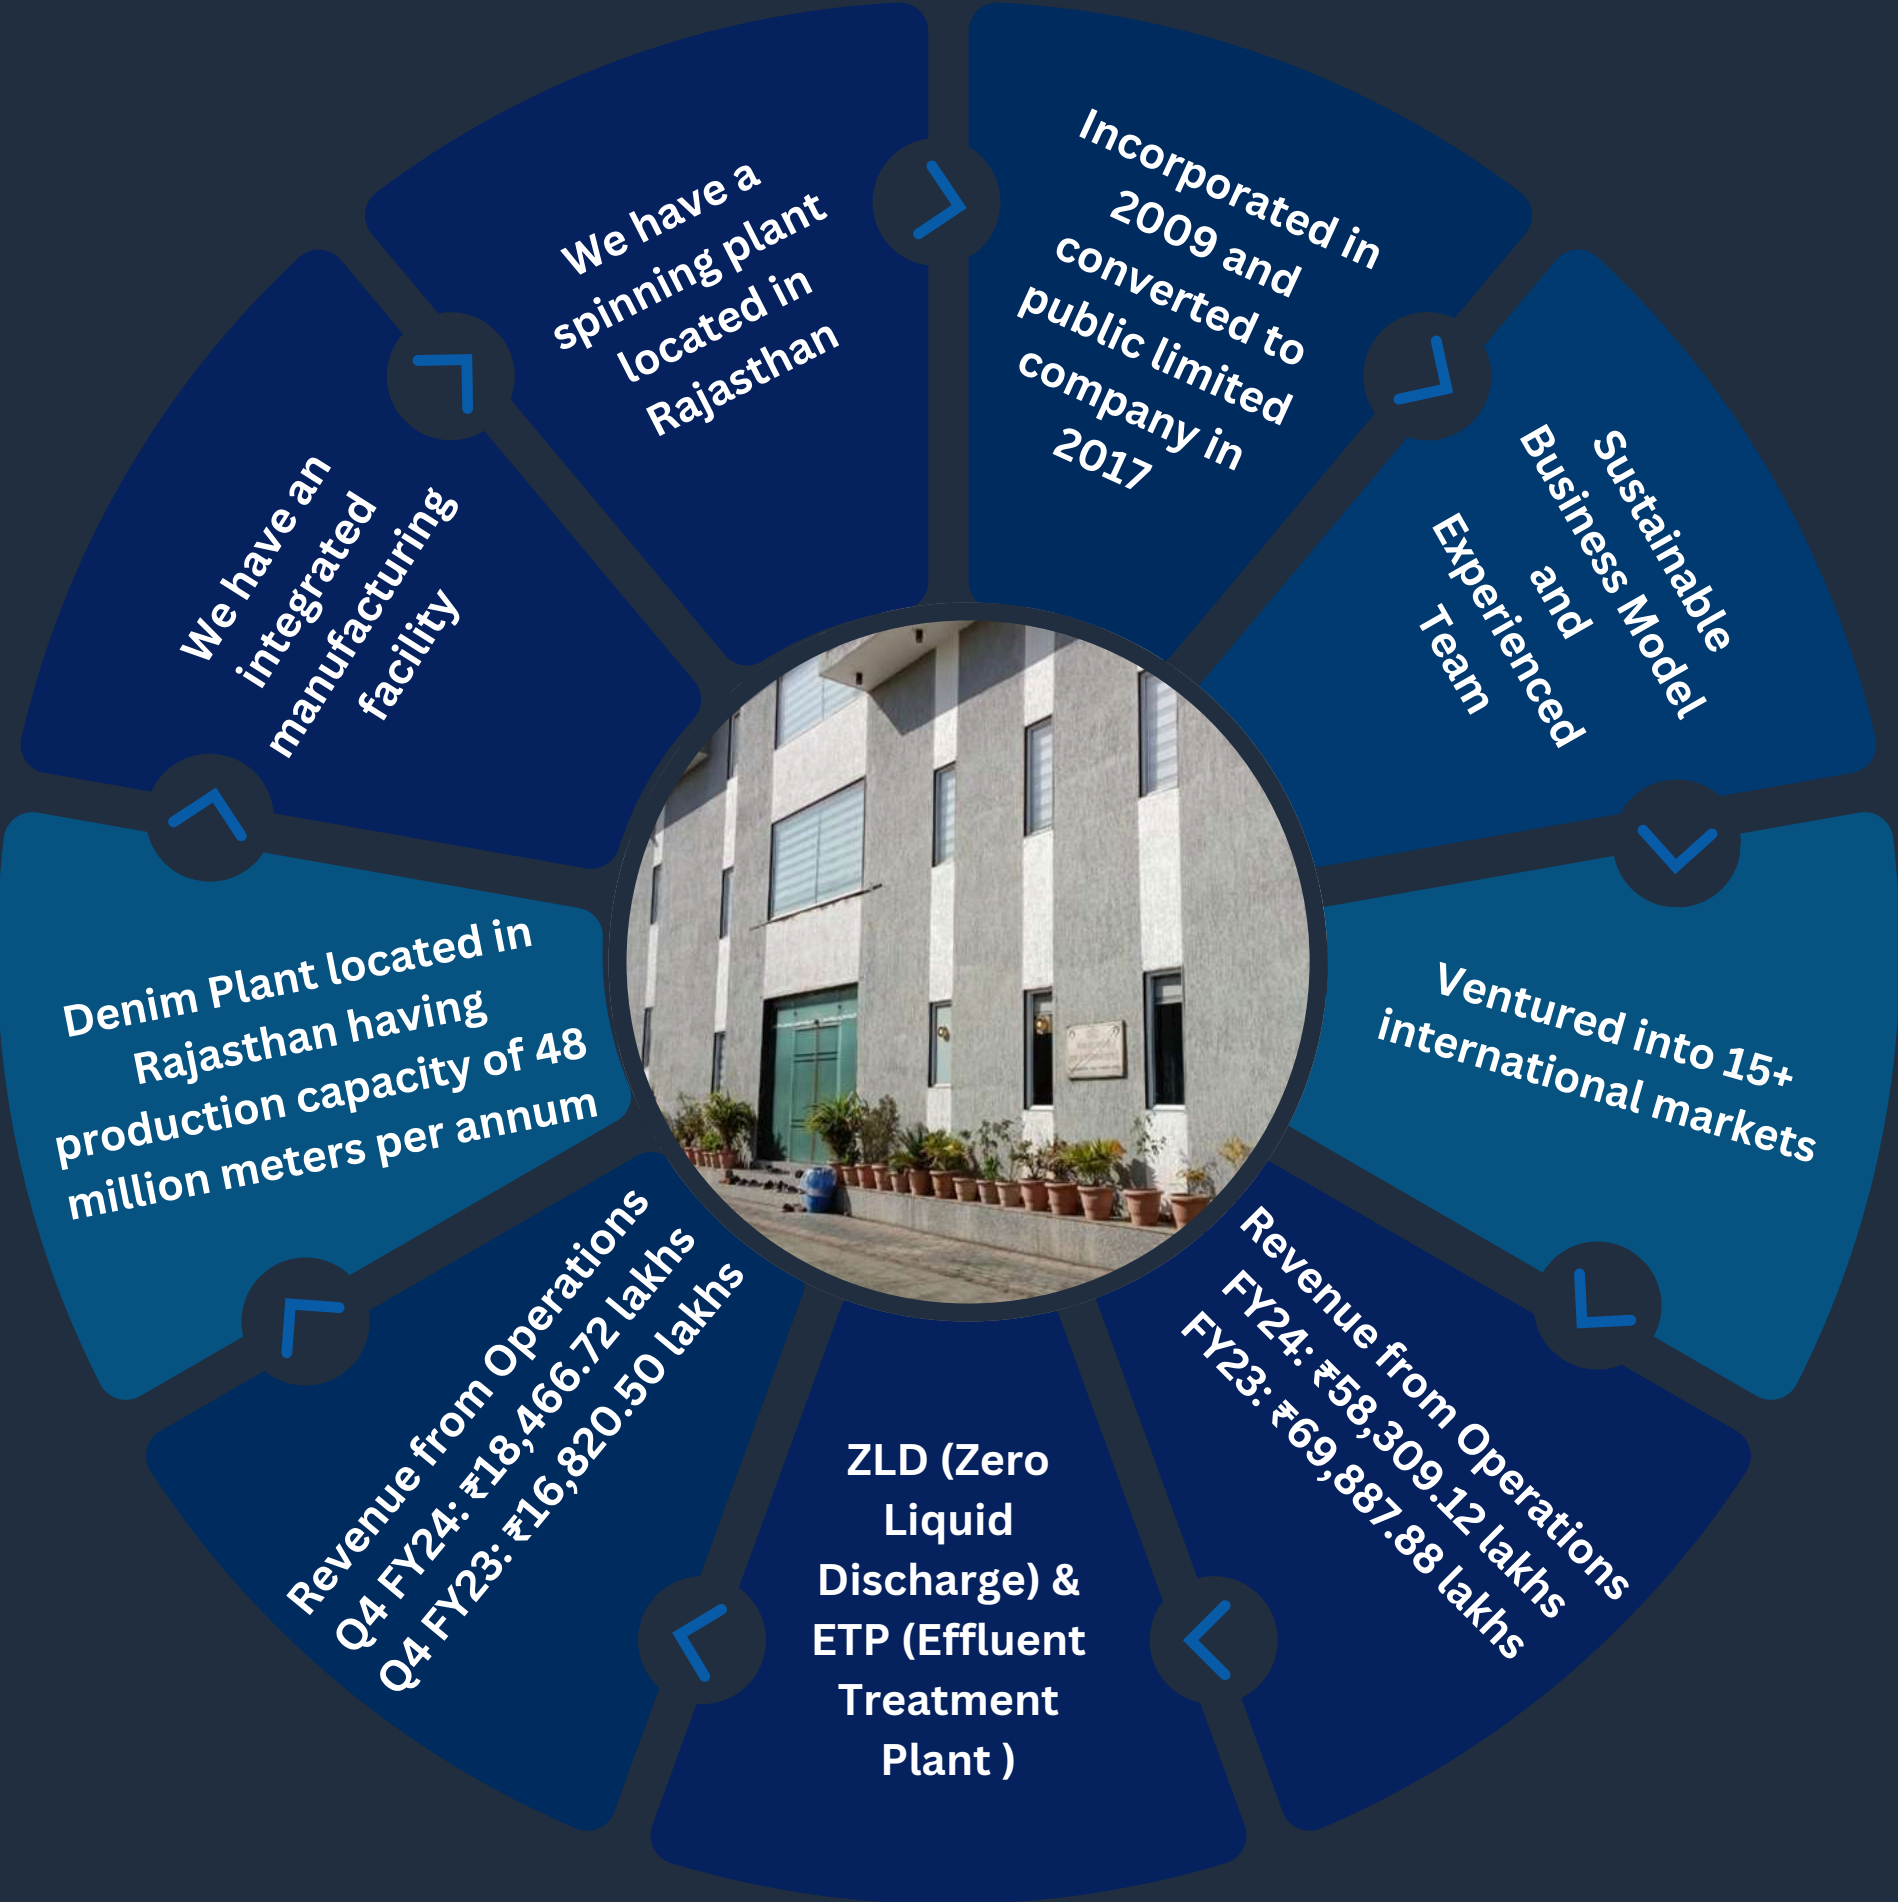 Incorporated in
2009 and
converted to
public limited
company in
2017
Sustainable
Business Model
and
Experienced
Team
Ventured into 15+
international markets
Revenue from Operations
FY24: ₹58,309.12 lakhs
FY23: ₹69,887.88 lakhs
ZLD (Zero
Liquid
Discharge) &
ETP (Effluent
Treatment
Plant )
Revenue from Operations
Q4 FY24: ₹18,466.72 lakhs
Q4 FY23: ₹16,820.50 lakhs
Denim Plant located in
Rajasthan having
production capacity of 48
million meters per annum
We have an
integrated
manufacturing
facility
We have a
spinning plant
located in
Rajasthan